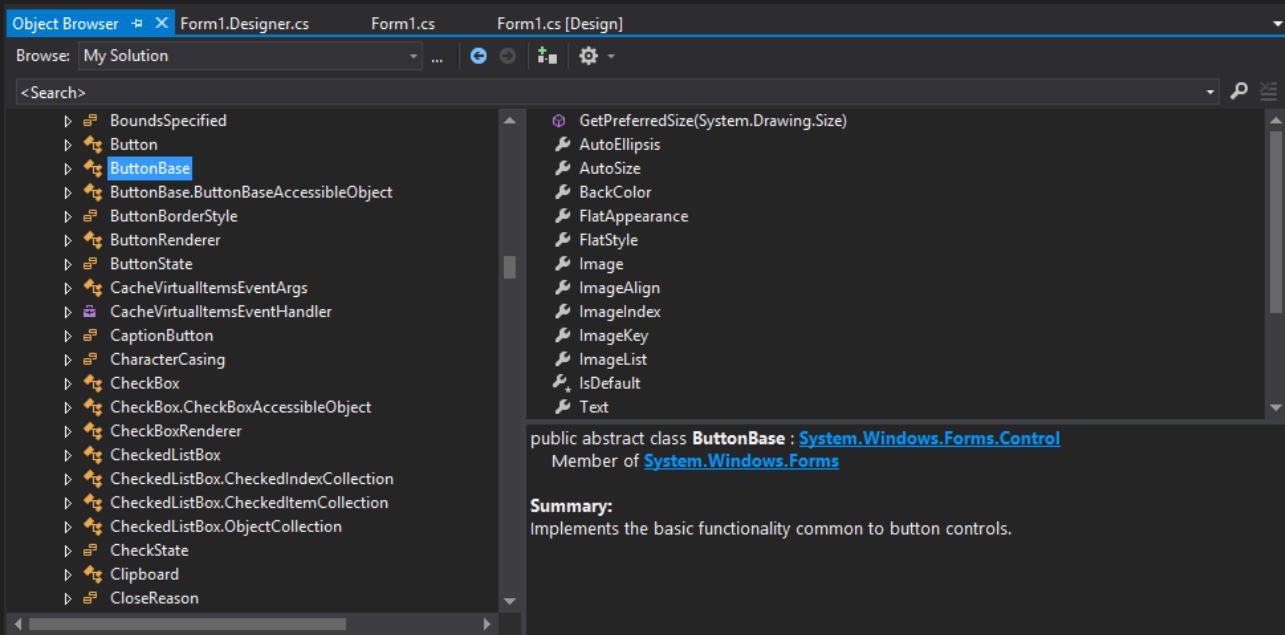 Object Browser
Form1.Designer.cs
Form1.cs
Form1.cs [Design]
Browse:
My Solution
...
<Search>
BoundsSpecified
Button
ButtonBase
ButtonBase.ButtonBaseAccessibleObject
ButtonBorderStyle
ButtonRenderer
ButtonState
CacheVirtualItemsEventArgs
CacheVirtualItemsEventHandler
CaptionButton
CharacterCasing
CheckBox
CheckBox.CheckBoxAccessibleObject
CheckBoxRenderer
CheckedListBox
CheckedListBox.CheckedIndexCollection
CheckedListBox.CheckedItemCollection
CheckedListBox.ObjectCollection
CheckState
Clipboard
CloseReason
GetPreferredSize(System.Drawing.Size)
AutoEllipsis
AutoSize
BackColor
FlatAppearance
FlatStyle
Image
ImageAlign
ImageIndex
ImageKey
ImageList
IsDefault
Text
public abstract class ButtonBase : System.Windows.Forms.Control
Member of System.Windows.Forms
Summary:
Implements the basic functionality common to button controls.